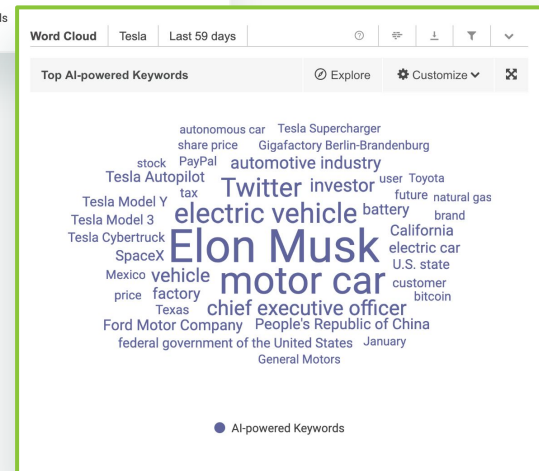 ls
Word Cloud Tesla Last 59 days
Top AI-powered Keywords Explore Customize
autonomous car Tesla Supercharger
share price Gigafactory Berlin-Brandenburg
stock PayPal automotive industry
Tesla Autopilot Twitter investor user Toyota
tax future natural gas
Tesla Model Y electric vehicle battery brand
Tesla Model 3 California
Tesla Cybertruck Elon Musk electric car
SpaceX U.S. state
Mexico vehicle motor car customer
price factory bitcoin
Texas chief executive officer
Ford Motor Company People's Republic of China
federal government of the United States January
General Motors
AI-powered Keywords